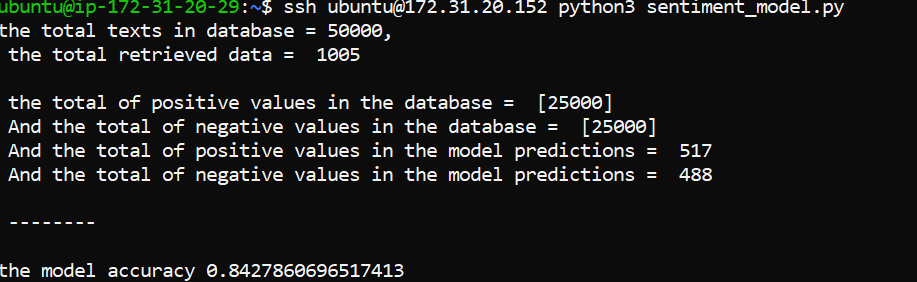 ubuntu@ip-172-31-20-29:~$ ssh ubuntu@172.31.20.152 python3 sentiment_model.py
the total texts in database = 50000,
the total retrieved data =  1005
the total of positive values in the database =  [25000]
And the total of negative values in the database =  [25000]
And the total of positive values in the model predictions =  517
And the total of negative values in the model predictions =  488
--------
the model accuracy 0.8427860696517413